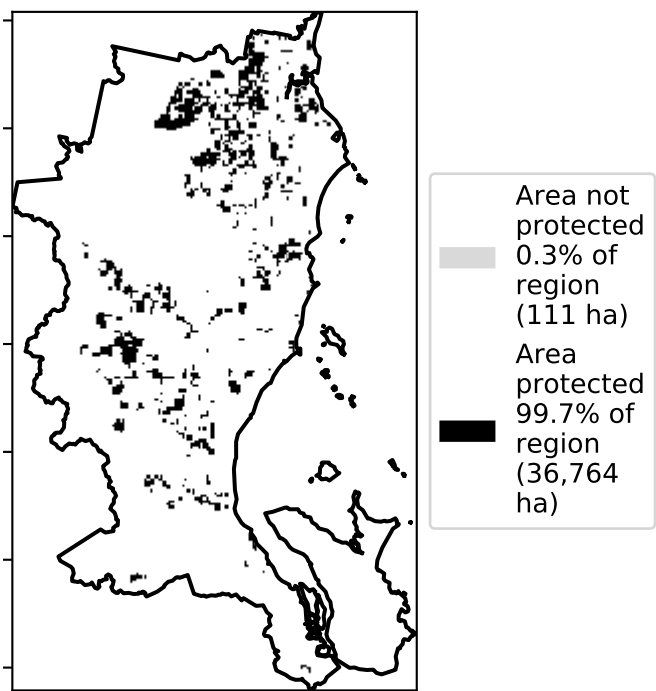 Area not
protected
0.3% of
region
(111 ha)
Area
protected
99.7% of
region
(36,764
ha)